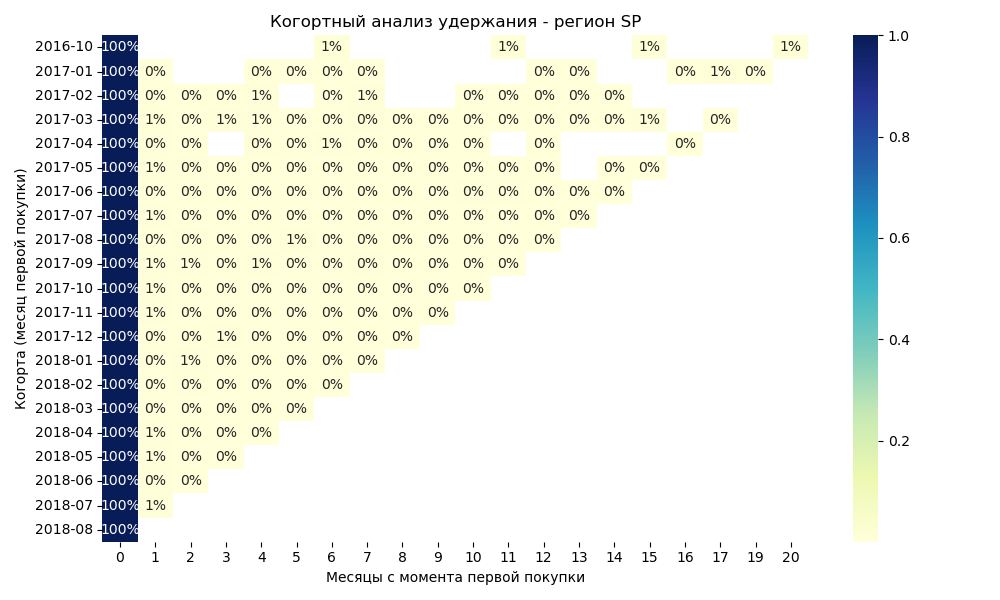 Когортный анализ удержания - регион SP
Когорта (месяц первой покупки)
2016-10 100% 1% 1% 1% 1%
2017-01 100% 0% 0% 0% 0% 0% 0% 0% 0% 1% 0%
2017-02 100% 0% 0% 0% 1% 0% 1% 0% 0% 0% 0% 0%
2017-03 100% 1% 0% 1% 1% 0% 0% 0% 0% 0% 0% 0% 0% 0% 0% 1% 0%
2017-04 100% 0% 0% 0% 0% 1% 0% 0% 0% 0% 0% 0%
2017-05 100% 1% 0% 0% 0% 0% 0% 0% 0% 0% 0% 0% 0% 0% 0%
2017-06 100% 0% 0% 0% 0% 0% 0% 0% 0% 0% 0% 0% 0% 0% 0%
2017-07 100% 1% 0% 0% 0% 0% 0% 0% 0% 0% 0% 0% 0% 0%
2017-08 100% 0% 0% 0% 0% 1% 0% 0% 0% 0% 0% 0% 0%
2017-09 100% 1% 1% 0% 1% 0% 0% 0% 0% 0% 0% 0%
2017-10 100% 1% 0% 0% 0% 0% 0% 0% 0% 0% 0%
2017-11 100% 1% 0% 0% 0% 0% 0% 0% 0% 0%
2017-12 100% 0% 0% 1% 0% 0% 0% 0% 0%
2018-01 100% 0% 1% 0% 0% 0% 0% 0%
2018-02 100% 0% 0% 0% 0% 0% 0%
2018-03 100% 0% 0% 0% 0% 0%
2018-04 100% 1% 0% 0% 0%
2018-05 100% 1% 0% 0%
2018-06 100% 0% 0%
2018-07 100% 1%
2018-08 100%
0 1 2 3 4 5 6 7 8 9 10 11 12 13 14 15 16 17 19 20
Месяцы с момента первой покупки
1.0
0.8
0.6
0.4
0.2